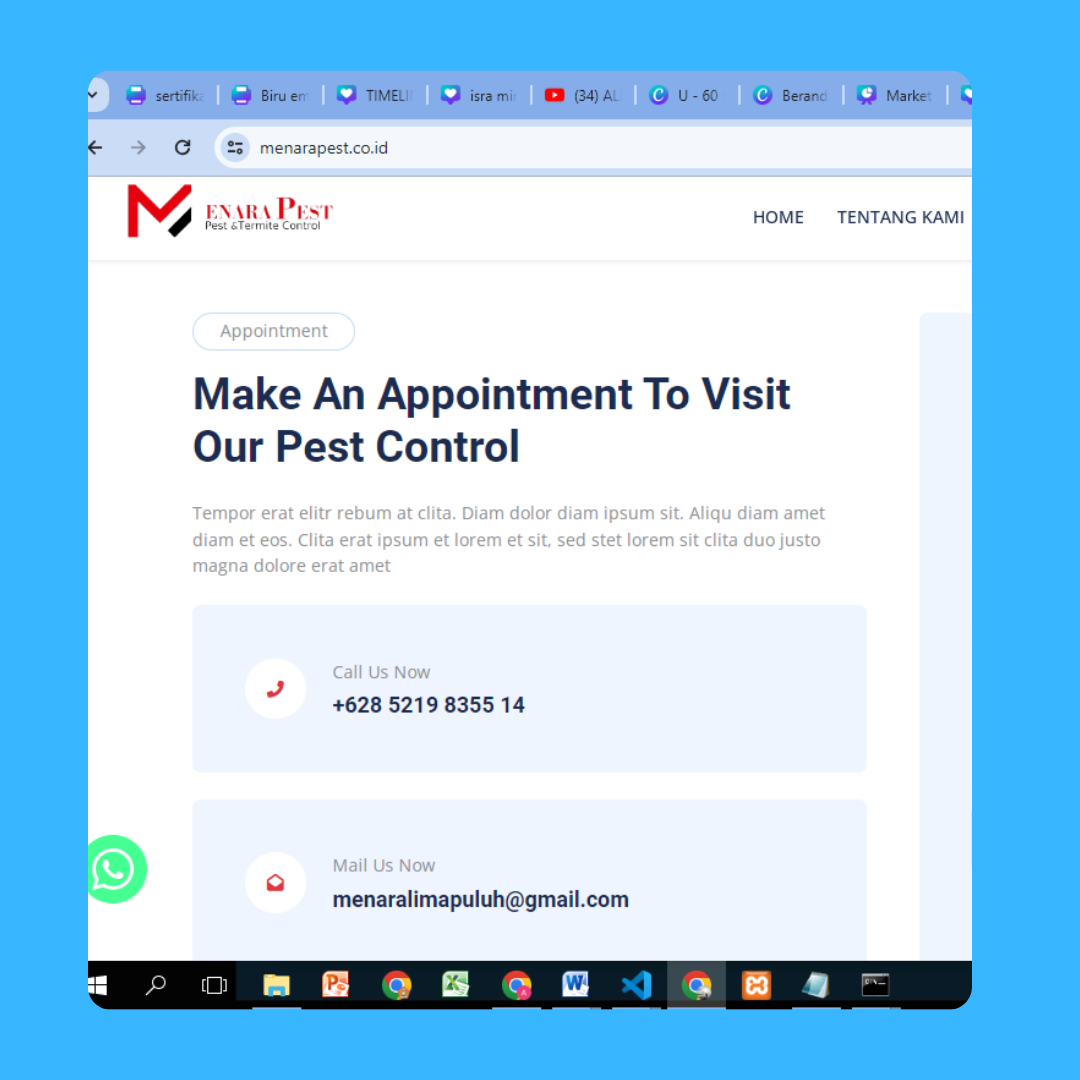 sertifika
Biru em
TIMELI
isra mir
(34) AL
U - 60
Berand
Market
menarapest.co.id
ENARA PEST
Pest &Termite Control
HOME
TENTANG KAMI
Appointment
Make An Appointment To Visit
Our Pest Control
Tempor erat elitr rebum at clita. Diam dolor diam ipsum sit. Aliqu diam amet
diam et eos. Clita erat ipsum et lorem et sit, sed stet lorem sit clita duo justo
magna dolore erat amet
Call Us Now
+628 5219 8355 14
Mail Us Now
menaralimapuluh@gmail.com